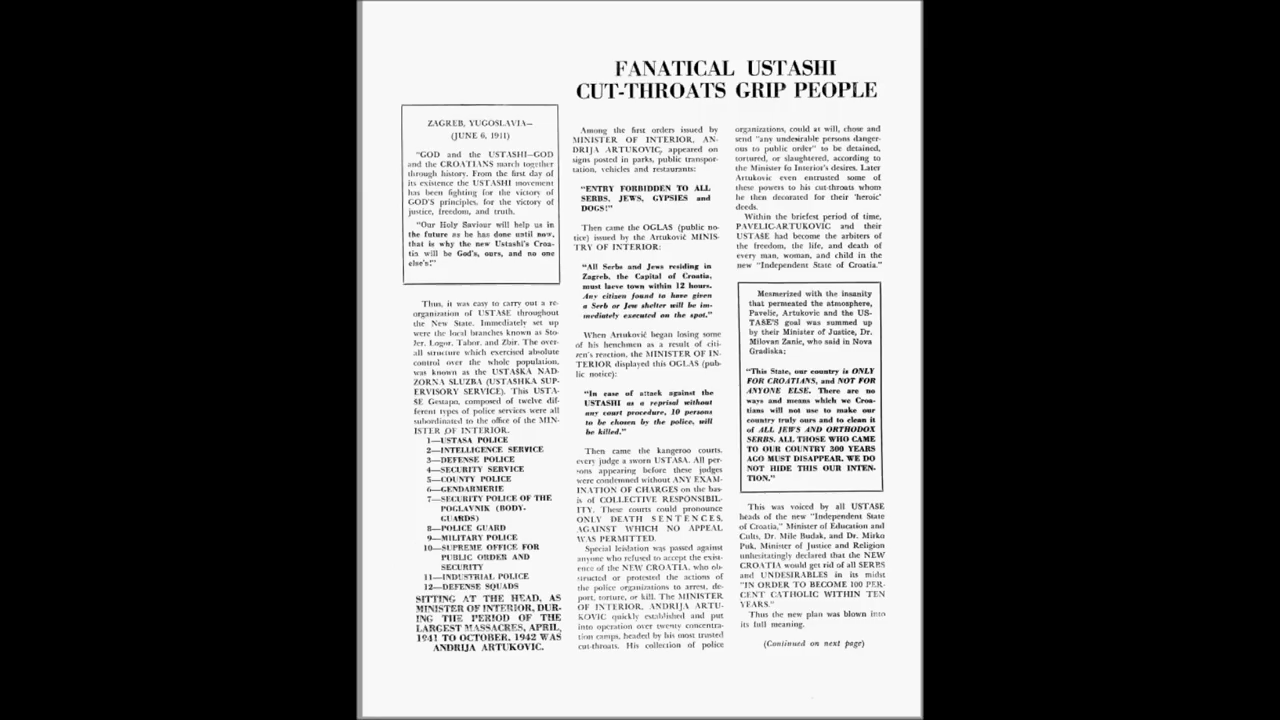 FANATICAL USTASHI
CUT-THROATS GRIP PEOPLE
ZAGREB, YUGOSLAVIA—
(JUNE 6, 1911)
"GOD and the USTASHI—GOD
and the CROATIANS march together
through history. From the first day of
its existence the USTASHI movement
has been fighting for the victory of
GOD'S principles, for the victory of
justice, freedom, and truth.
"Our Holy Saviour will help us in
the future as he has done until now,
that is why the new Ustashi's Croa-
tia will be God's, ours, and no one
else's!"
Thus, it was easy to carry out a re-
organization of USTASE throughout
the New State. Immediately set up
were the local branches known as Sto-
Jer, Logor, Tabor, and Zbir. The over-
all structure which exercised absolute
control over the whole population,
was known as the USTAŠKA NAD-
ZORNA SLUZBA (USTASHKA SUP-
ERVISORY SERVICE). This USTA-
SE Gestapo, composed of twelve dif-
ferent types of police services were all
subordinated to the office of the MIN-
ISTER OF INTERIOR.
1—USTASA POLICE
2—INTELLIGENCE SERVICE
3—DEFENSE POLICE
4—SECURITY SERVICE
5—COUNTY POLICE
6—GENDARMERIE
7—SECURITY POLICE OF THE
POGLAVNIK (BODY-
GUARDS)
8—POLICE GUARD
9—MILITARY POLICE
10—SUPREME OFFICE FOR
PUBLIC ORDER AND
SECURITY
11—INDUSTRIAL POLICE
12—DEFENSE SQUADS
SITTING AT THE HEAD, AS
MINISTER OF INTERIOR, DUR-
ING THE PERIOD OF THE
LARGEST MASSACRES, APRIL,
1941 TO OCTOBER, 1942 WAS
ANDRIJA ARTUKOVIC.
Among the first orders issued by
MINISTER OF INTERIOR, AN-
DRIJA ARTUKOVIC, appeared on
signs posted in parks, public transpor-
tation, vehicles and restaurants:
"ENTRY FORBIDDEN TO ALL
SERBS, JEWS, GYPSIES and
DOGS!"
Then came the OGLAS (public no-
tice) issued by the Artuković MINIS-
TRY OF INTERIOR:
"All Serbs and Jews residing in
Zagreb, the Capital of Croatia,
must laeve town within 12 hours.
Any citizen found to have given
a Serb or Jew shelter will be im-
mediately executed on the spot."
When Artuković began losing some
of his henchmen as a result of citi-
zen's reaction, the MINISTER OF IN-
TERIOR displayed this OGLAS (pub-
lic notice):
"In case of attack against the
USTASHI as a reprisal without
any court procedure, 10 persons
to be chosen by the police, will
be killed."
Then came the kangeroo courts,
every judge a sworn USTASA. All per-
sons appearing before these judges
were condemned without ANY EXAM-
INATION OF CHARGES on the bas-
is of COLLECTIVE RESPONSIBIL-
ITY. These courts could pronounce
ONLY DEATH SENTENCES,
AGAINST WHICH NO APPEAL
WAS PERMITTED.
Special leislation was passed against
anyone who refused to accept the exist-
ence of the NEW CROATIA, who ob-
structed or protested the actions of
the police organizations to arrest, de-
port, torture, or kill. The MINISTER
OF INTERIOR, ANDRIJA ARTU-
KOVIC quickly established and put
into operation over twenty concentra-
tion camps, headed by his most trusted
cut-throats. His collection of police
organizations, could at will, chose and
send "any undesirable persons danger-
ous to public order" to be detained,
tortured, or slaughtered, according to
the Minister fo Interior's desires. Later
Artukovic even entrusted some of
these powers to his cut-throats whom
he then decorated for their 'heroic'
deeds.
Within the briefest period of time,
PAVELIC-ARTUKOVIC and their
USTASE had become the arbiters of
the freedom, the life, and death of
every man, woman, and child in the
new "Independent State of Croatia."
Mesmerized with the insanity
that permeated the atmosphere,
Pavelic, Artukovic and the US-
TASE'S goal was summed up
by their Minister of Justice, Dr.
Milovan Zanic, who said in Nova
Gradiska:
"This State, our country is ONLY
FOR CROATIANS, and NOT FOR
ANYONE ELSE. There are no
ways and means which we Croa-
tians will not use to make our
country truly ours and to clean it
of ALL JEWS AND ORTHODOX
SERBS. ALL THOSE WHO CAME
TO OUR COUNTRY 300 YEARS
AGO MUST DISAPPEAR. WE DO
NOT HIDE THIS OUR INTEN-
TION."
This was voiced by all USTASE
heads of the new "Independent State
of Croatia," Minister of Education and
Cults, Dr. Mile Budak, and Dr. Mirko
Puk, Minister of Justice and Religion
unhesitatingly declared that the NEW
CROATIA would get rid of all SERBS
and UNDESIRABLES in its midst
"IN ORDER TO BECOME 100 PER-
CENT CATHOLIC WITHIN TEN
YEARS."
Thus the new plan was blown into
its full meaning.
(Continued on next page)